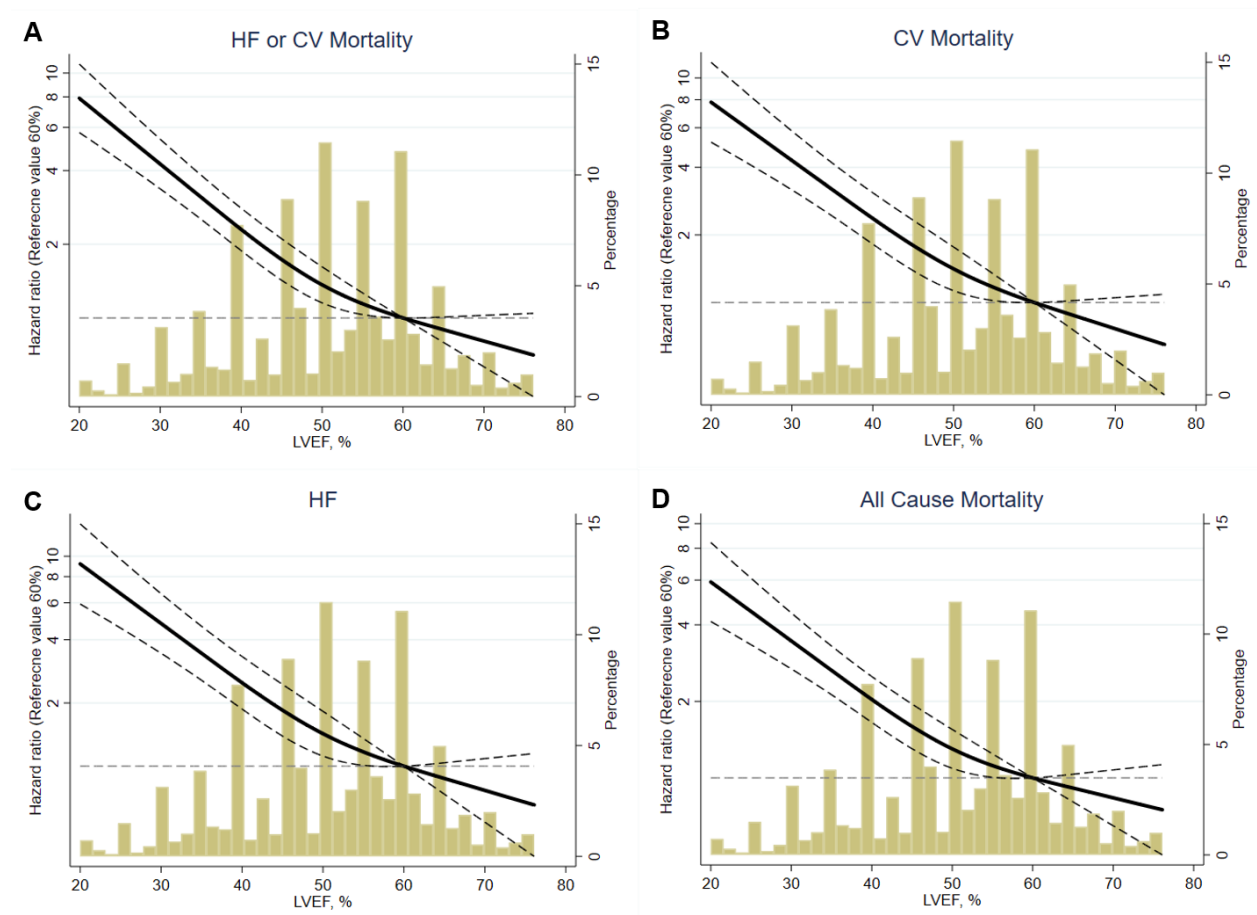 A
HF or CV Mortality
Hazard ratio (Referecne value 60%)
10
8
6
4
2
15
10
5
0
Percentage
20 30 40 50 60 70 80
LVEF, %
B
CV Mortality
Hazard ratio (Referecne value 60%)
10
8
6
4
2
15
10
5
0
Percentage
20 30 40 50 60 70 80
LVEF, %
C
HF
Hazard ratio (Referecne value 60%)
10
8
6
4
2
15
10
5
0
Percentage
20 30 40 50 60 70 80
LVEF, %
D
All Cause Mortality
Hazard ratio (Referecne value 60%)
10
8
6
4
2
15
10
5
0
Percentage
20 30 40 50 60 70 80
LVEF, %